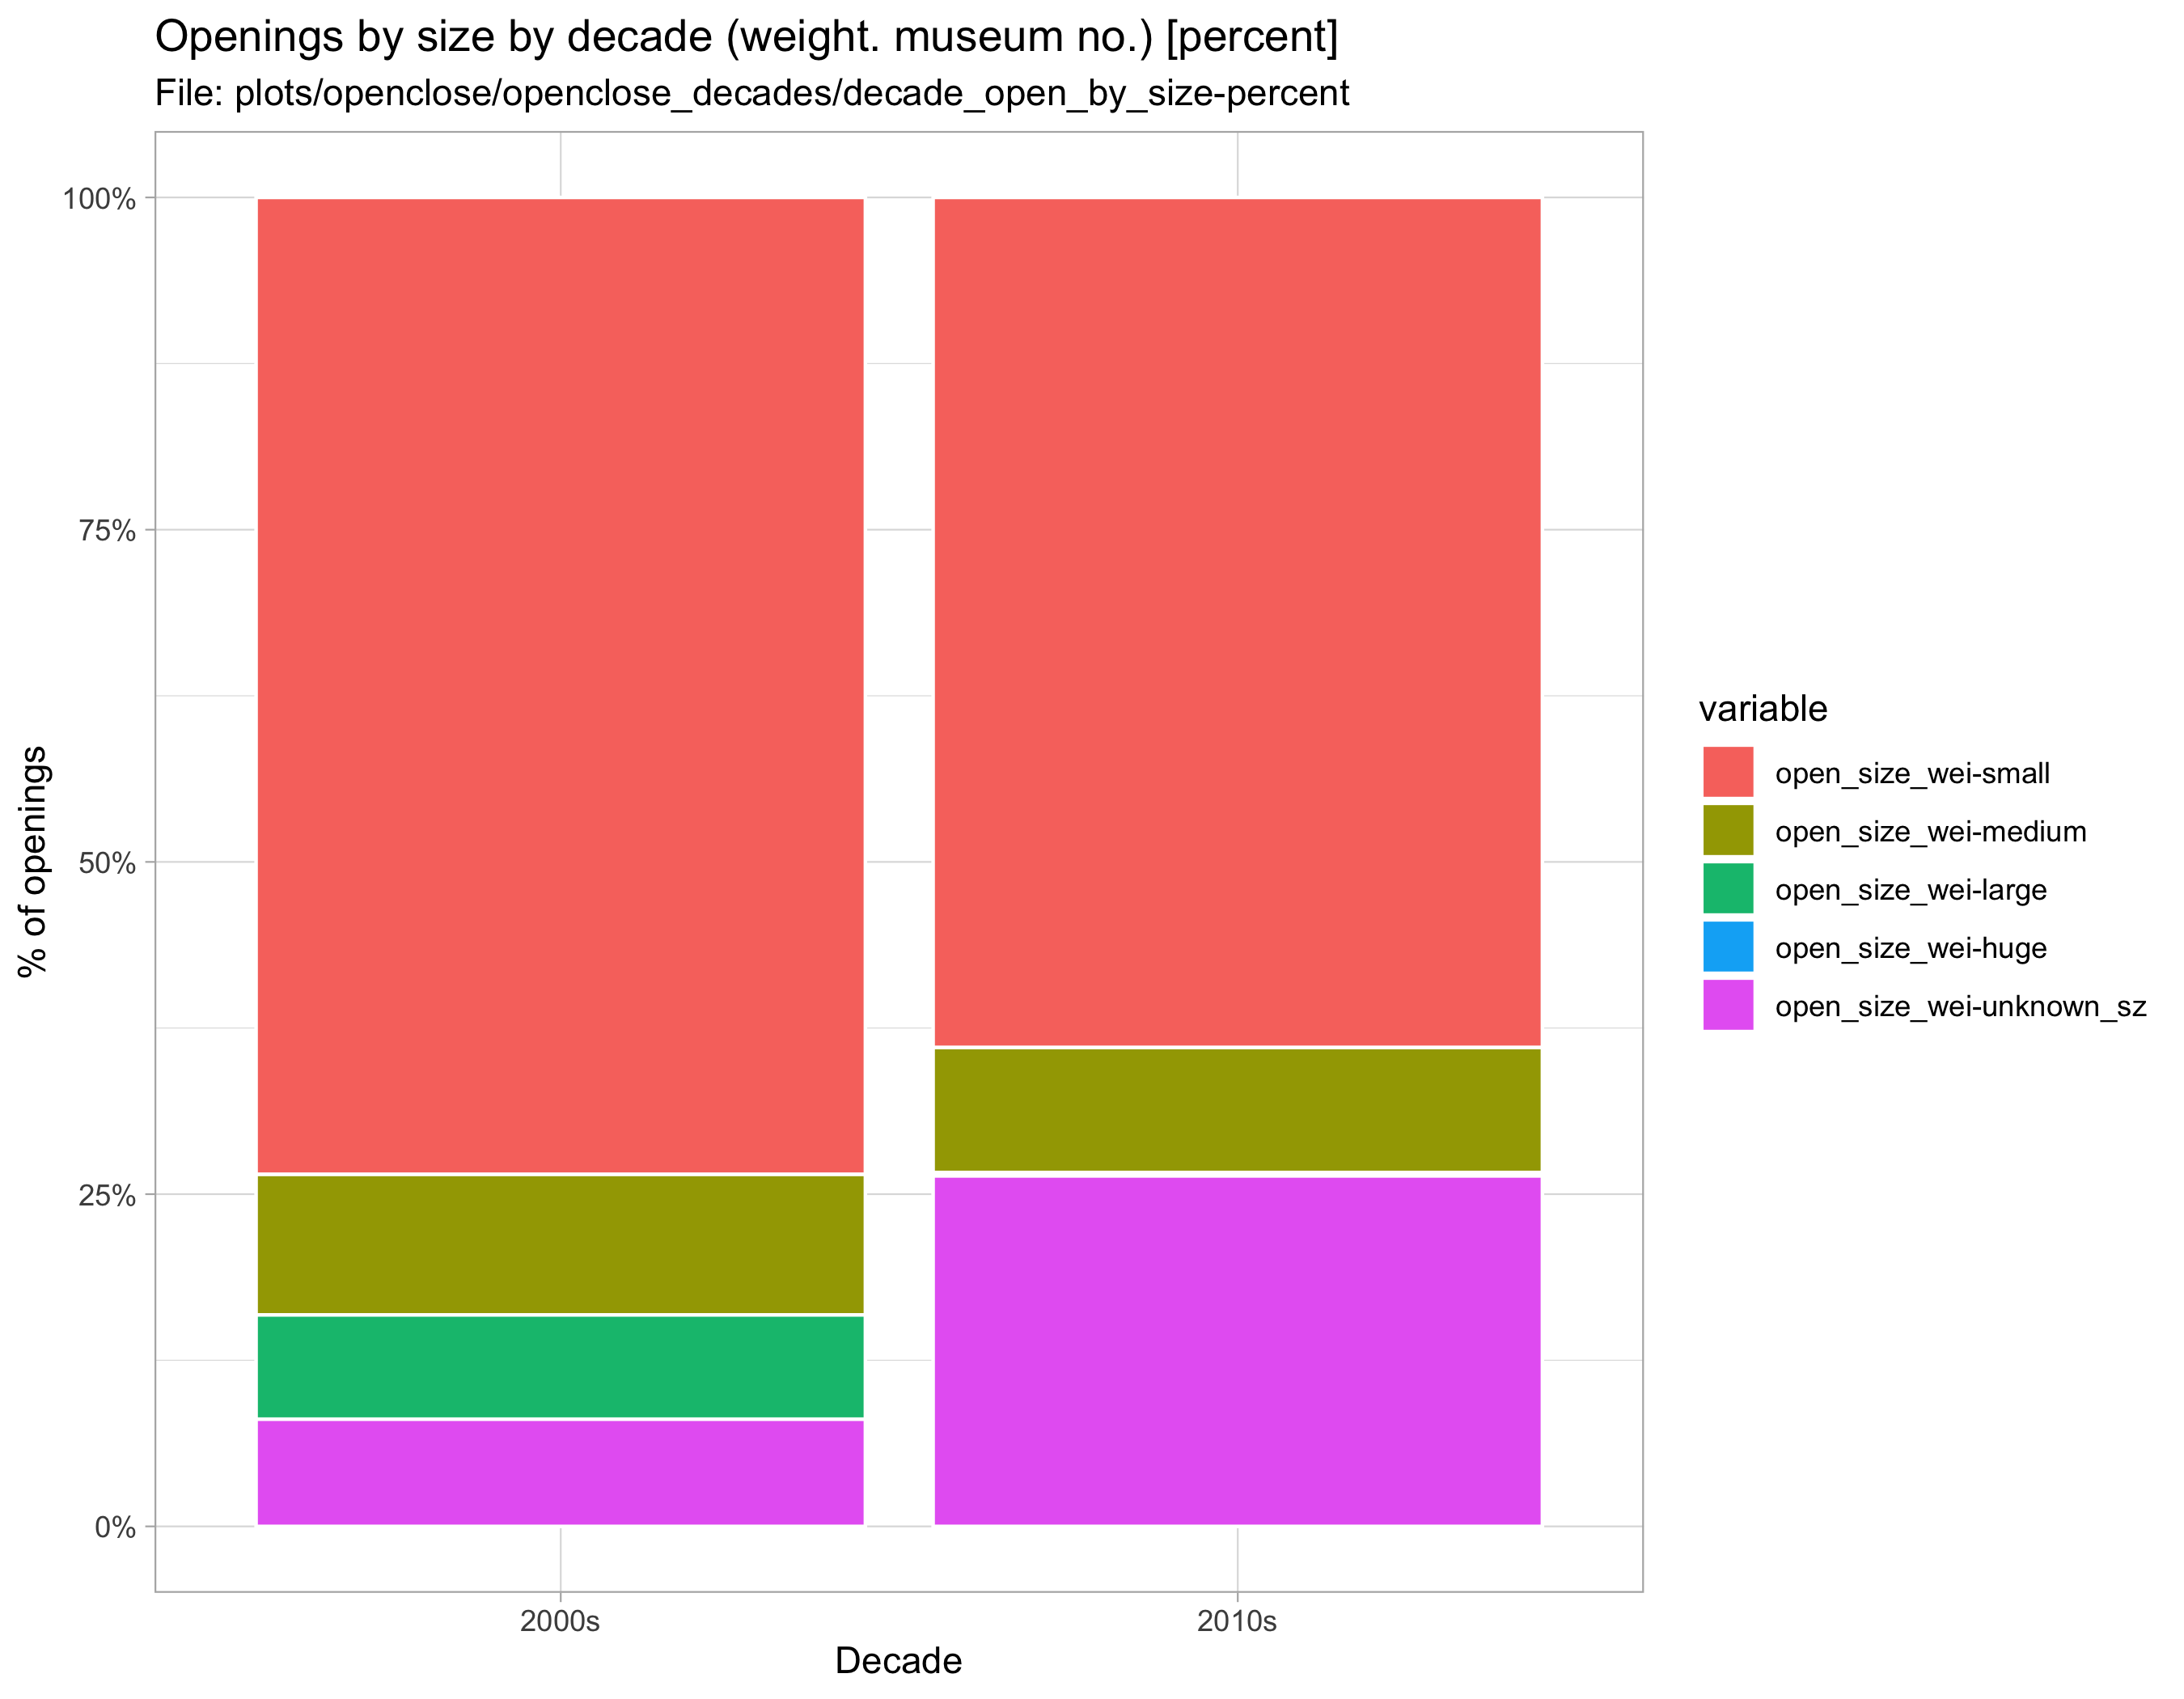 Openings by size by decade (weight. museum no.) [percent]
File: plots/openclose/openclose_decades/decade_open_by_size-percent
100%
75%
50%
25%
0%
% of openings
2000s
2010s
Decade
variable
open_size_wei-small
open_size_wei-medium
open_size_wei-large
open_size_wei-huge
open_size_wei-unknown_sz